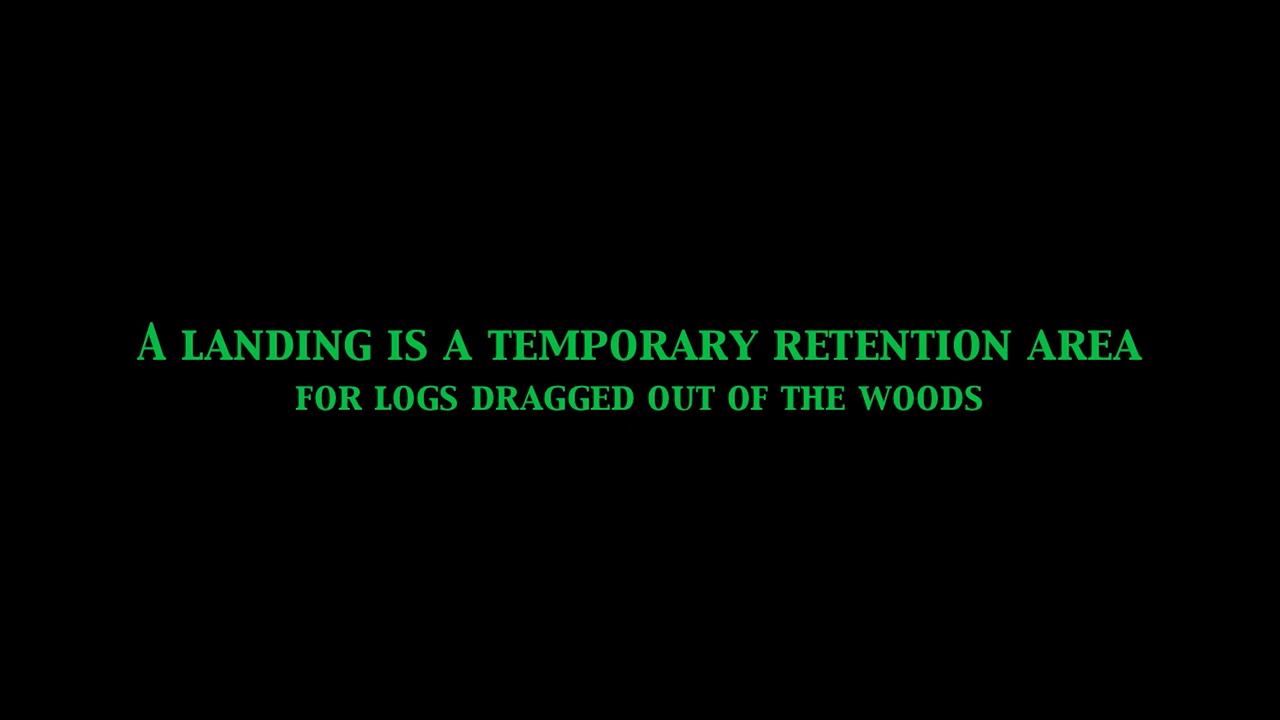 A LANDING IS A TEMPORARY RETENTION AREA
FOR LOGS DRAGGED OUT OF THE WOODS